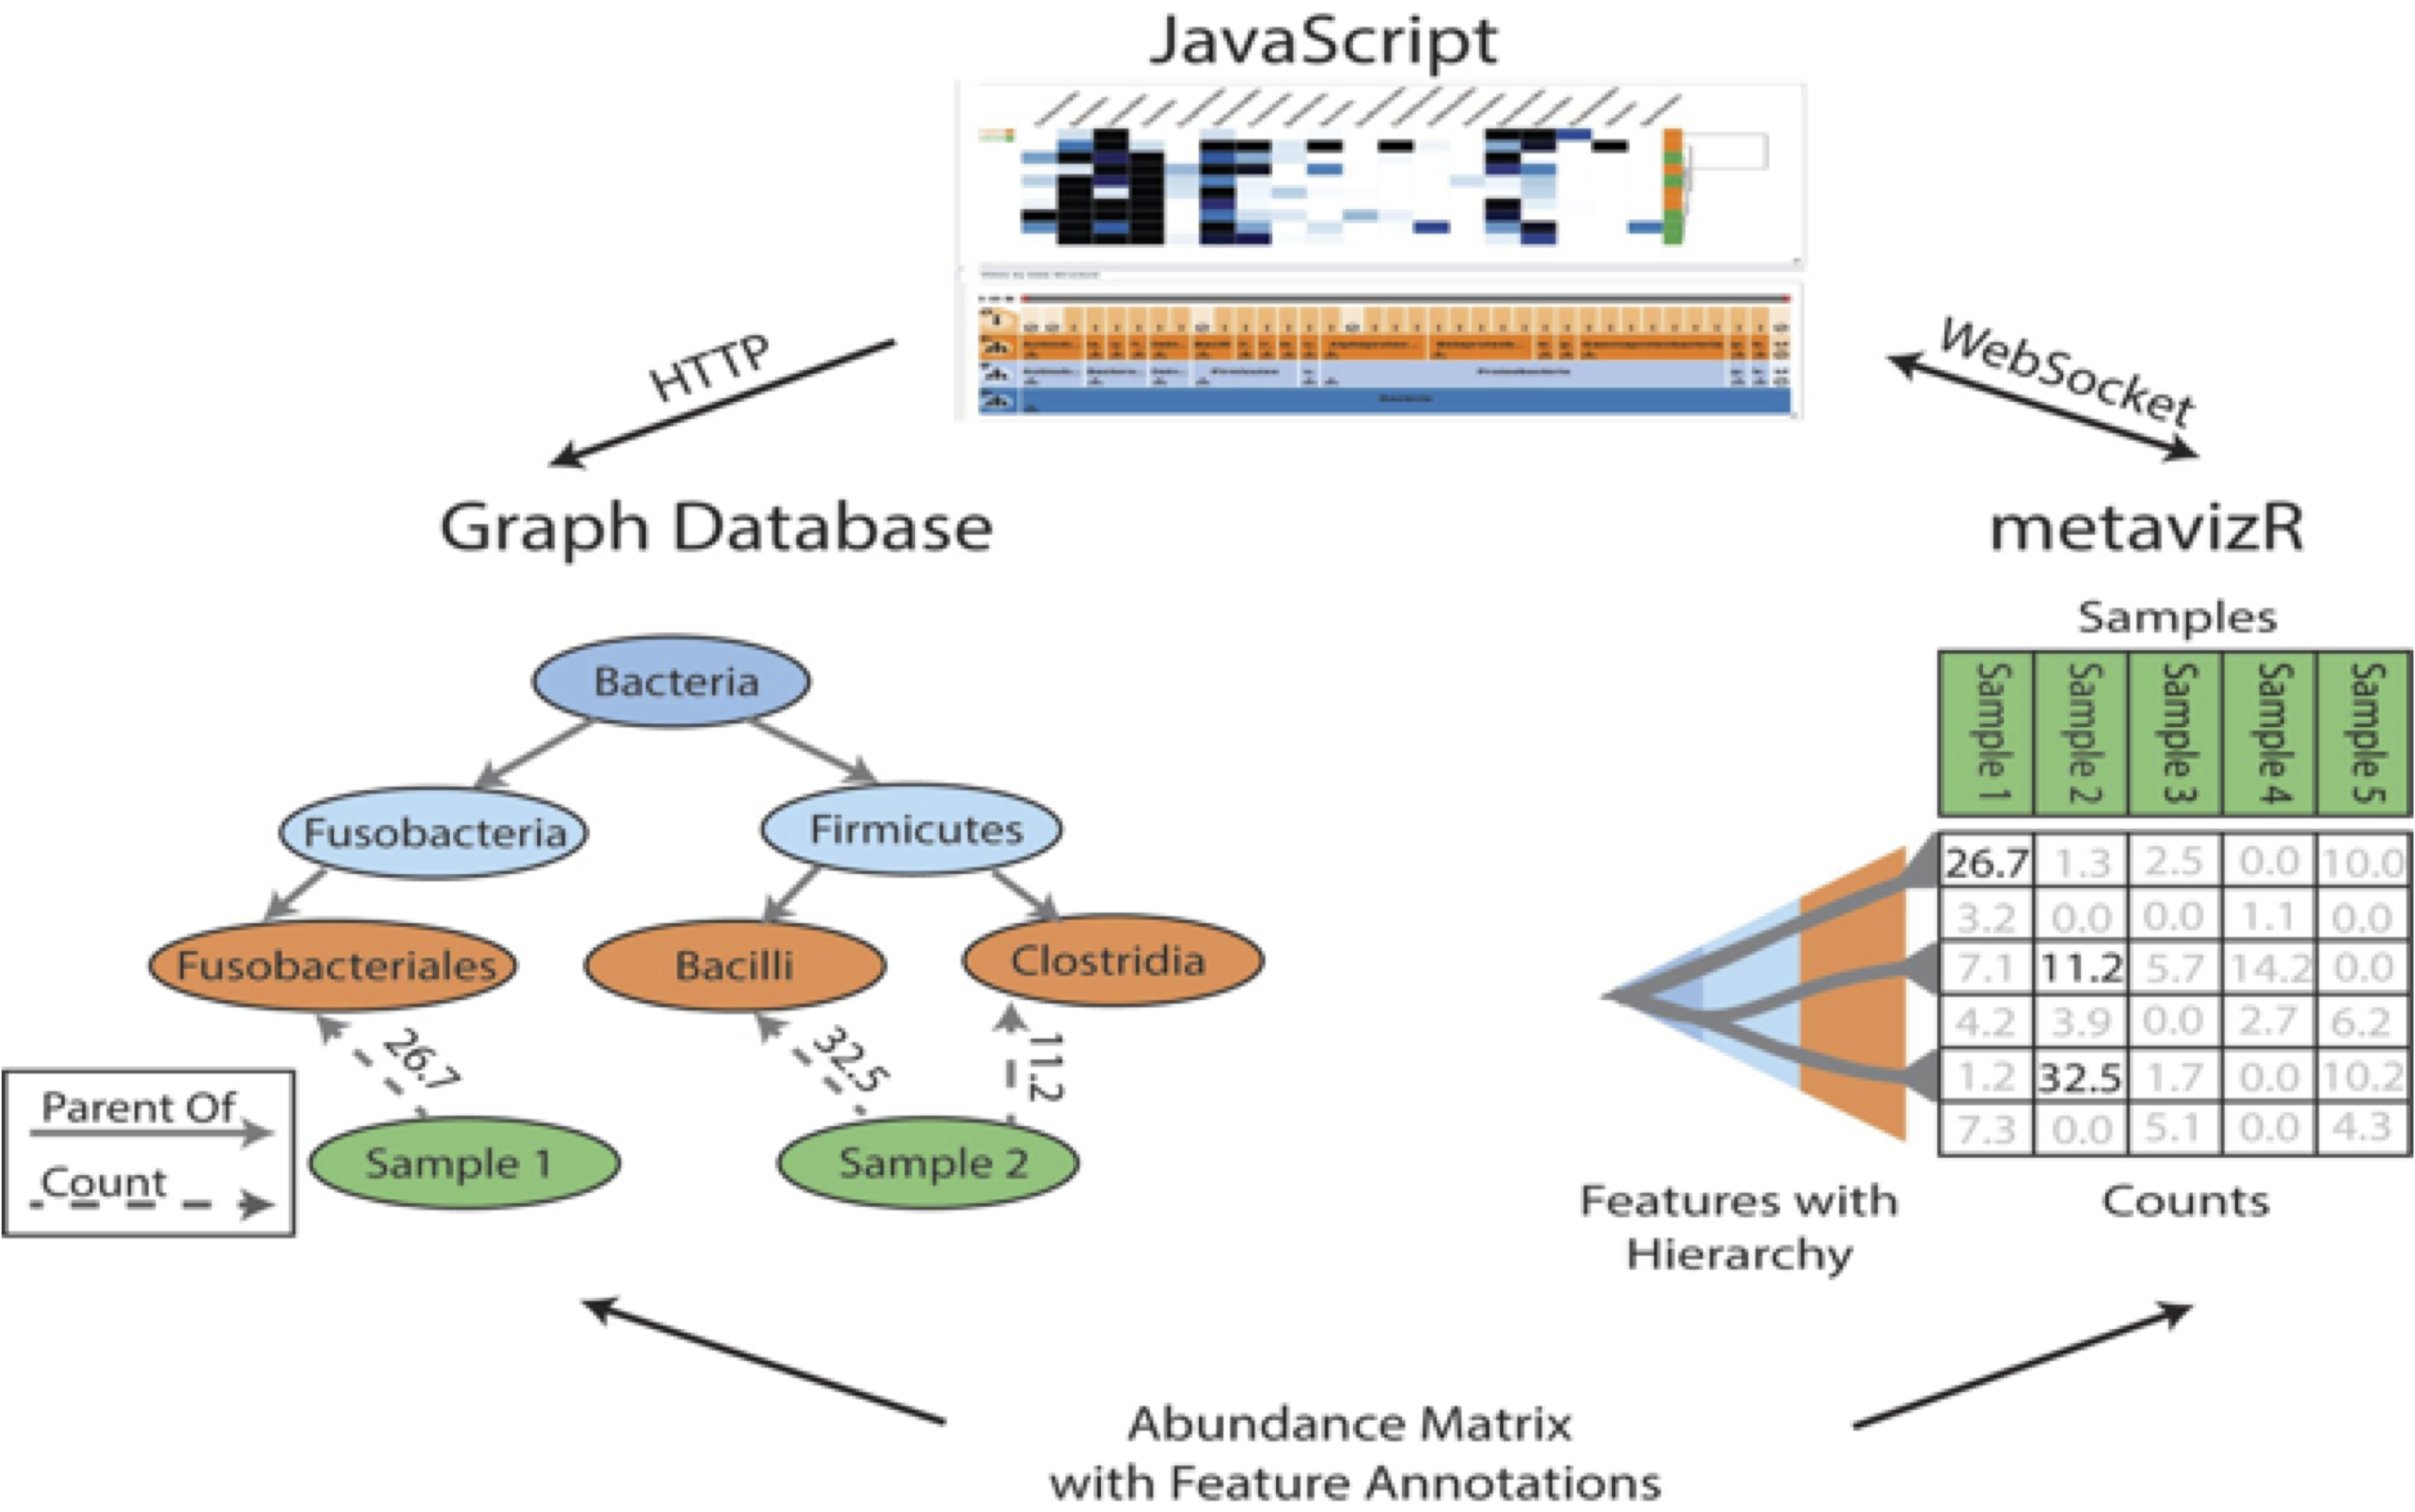 JavaScript
Firmicutes
Proteobacteria
Bacteria
HTTP
WebSocket
Graph Database
metavizR
Bacteria
Fusobacteria
Firmicutes
Fusobacteriales
Bacilli
Clostridia
26.7
32.5
11.2
Parent Of
Count
Sample 1
Sample 2
Samples
Sample 1
Sample 2
Sample 3
Sample 4
Sample 5
26.7 1.3 2.5 0.0 10.0
3.2 0.0 0.0 1.1 0.0
7.1 11.2 5.7 14.2 0.0
4.2 3.9 0.0 2.7 6.2
1.2 32.5 1.7 0.0 10.2
7.3 0.0 5.1 0.0 4.3
Features with
Hierarchy
Counts
Abundance Matrix
with Feature Annotations